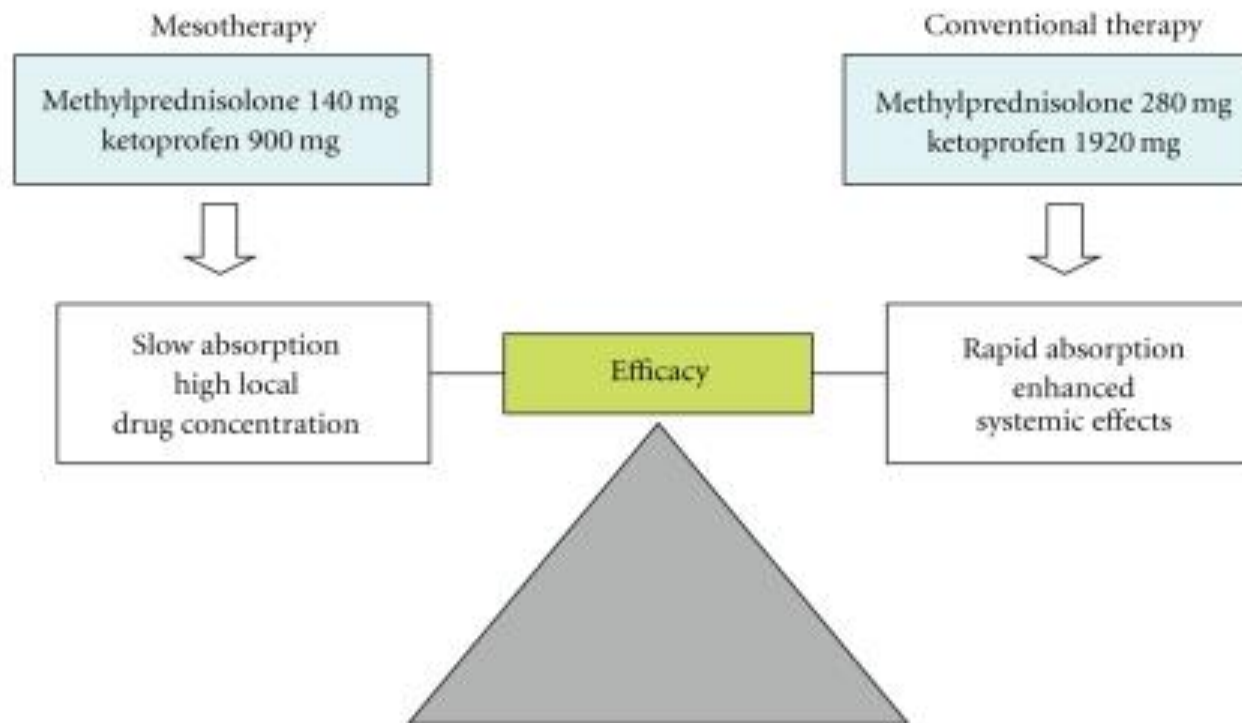 Mesotherapy
Methylprednisolone 140 mg
ketoprofen 900 mg
Slow absorption
high local
drug concentration
Efficacy
Conventional therapy
Methylprednisolone 280 mg
ketoprofen 1920 mg
Rapid absorption
enhanced
systemic effects